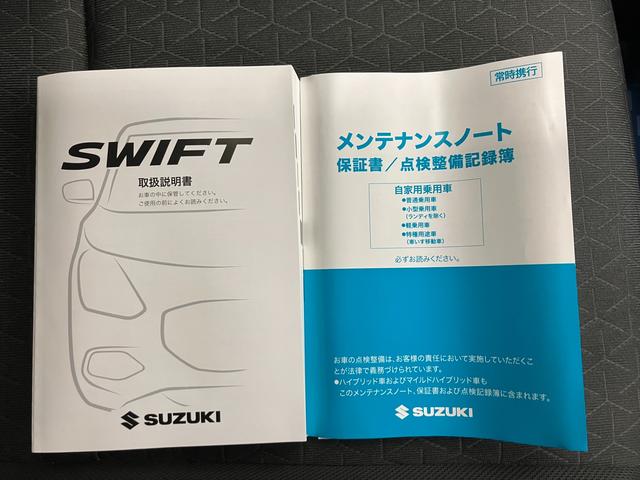 SWIFT
取扱説明書
お車の中に保管してください。
ご使用の前によくお読みください。
SUZUKI
常時携行
メンテナンスノート
保証書／点検整備記録簿
自家用乗用車
●普通乗用車
●小型乗用車
（ランディを除く）
●軽乗用車
●特種用途車
（車いす移動車）
必ずお読みください。
お車の点検整備は、お客様の責任において実施していただくこ
とが法律で義務づけられています。
●ハイブリッド車およびマイルドハイブリッド車も
このメンテナンスノート、保証書および点検記録簿に含まれます。
SUZUKI